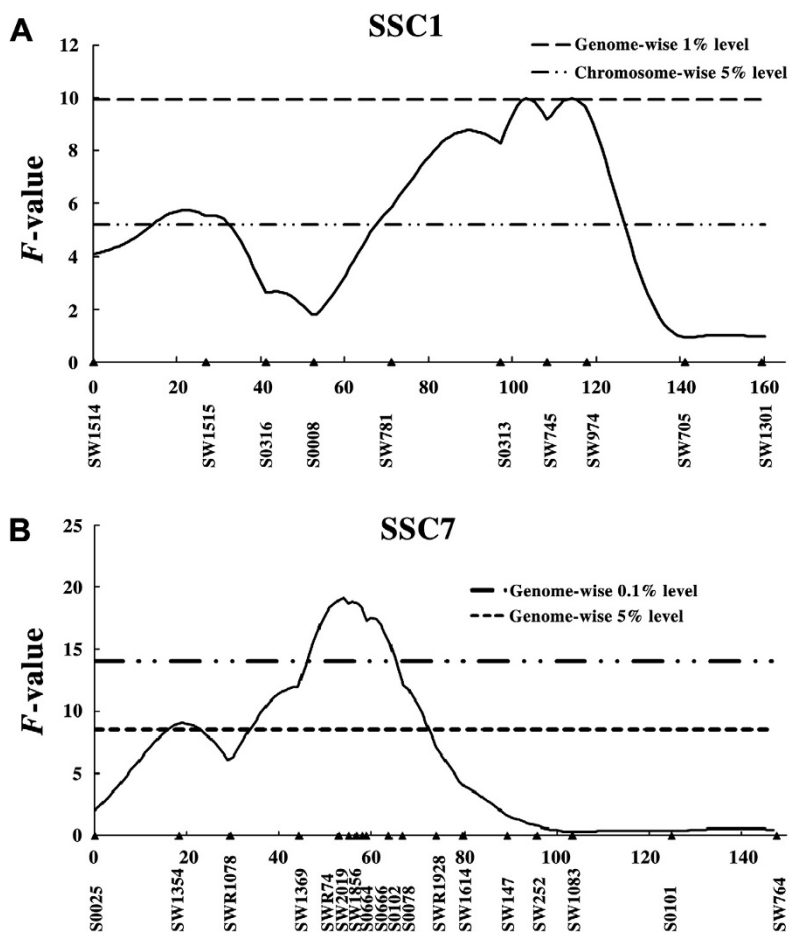 A
SSC1
Genome-wise 1% level
Chromosome-wise 5% level
F-value
12
10
8
6
4
2
0
0 20 40 60 80 100 120 140 160
SW1514 SW1515 S0316 S0008 SW781 S0313 SW745 SW974 SW705 SW1301
B
SSC7
Genome-wise 0.1% level
Genome-wise 5% level
F-value
25
20
15
10
5
0
0 20 40 60 80 100 120 140
S0025 SW1354 SWR1078 SW1369 SWR74 SW2019 SW1856 S0664 S0666 S0102 S0078 SWR1928 SW1614 SW147 SW252 SW1083 S0101 SW764